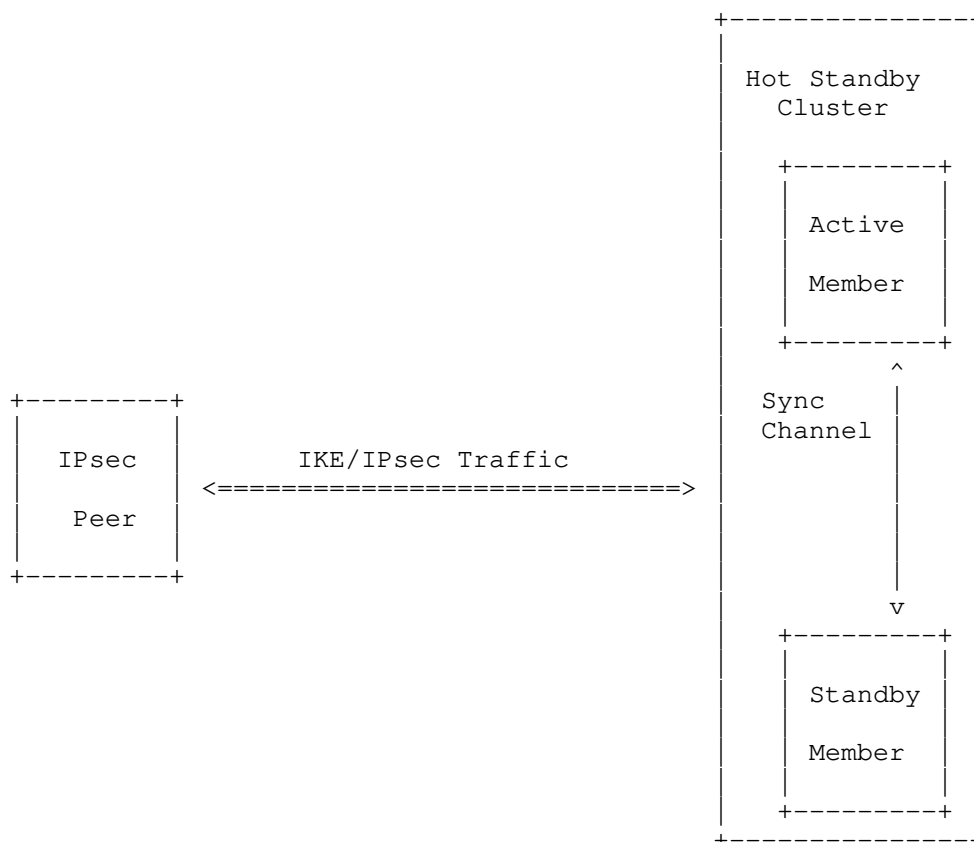 Hot Standby
Cluster
Active
Member
Sync
Channel
IPsec
Peer
IKE/IPsec Traffic
Standby
Member